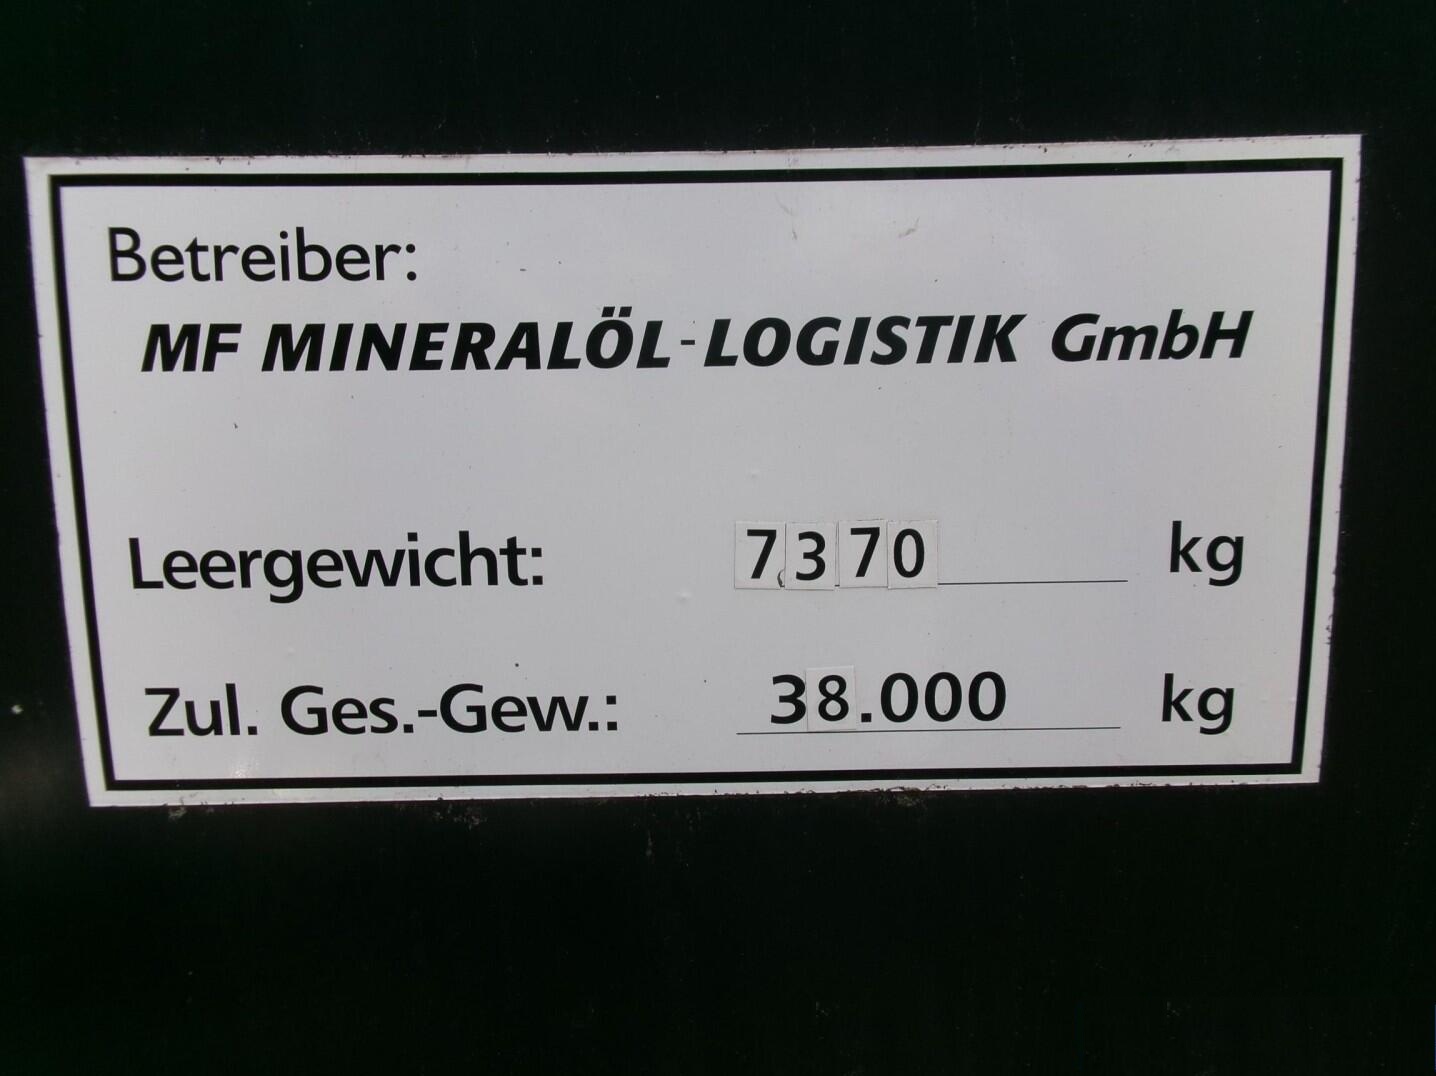 Betreiber:
MF MINERALÖL-LOGISTIK GmbH
Leergewicht: 7370 kg
Zul. Ges.-Gew.: 38.000 kg